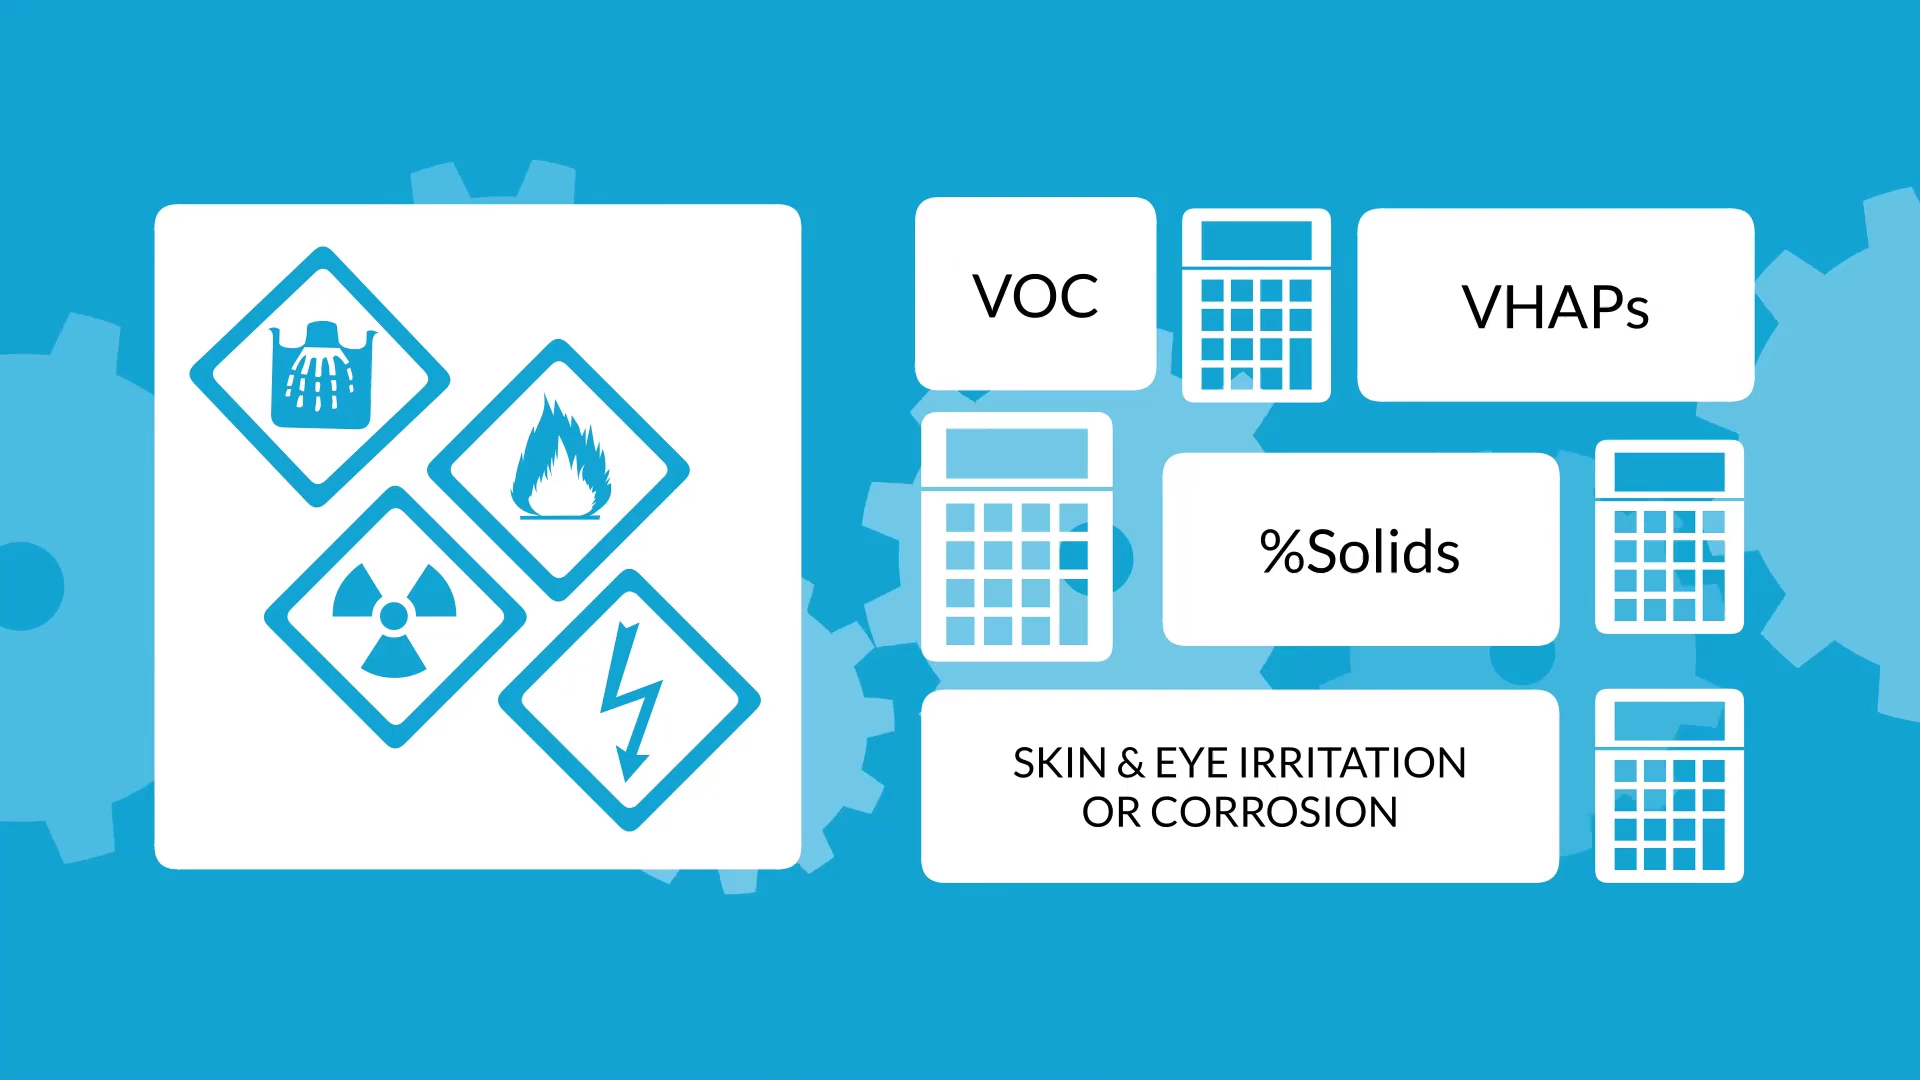 VOC
VHAPs
%Solids
SKIN & EYE IRRITATION
OR CORROSION